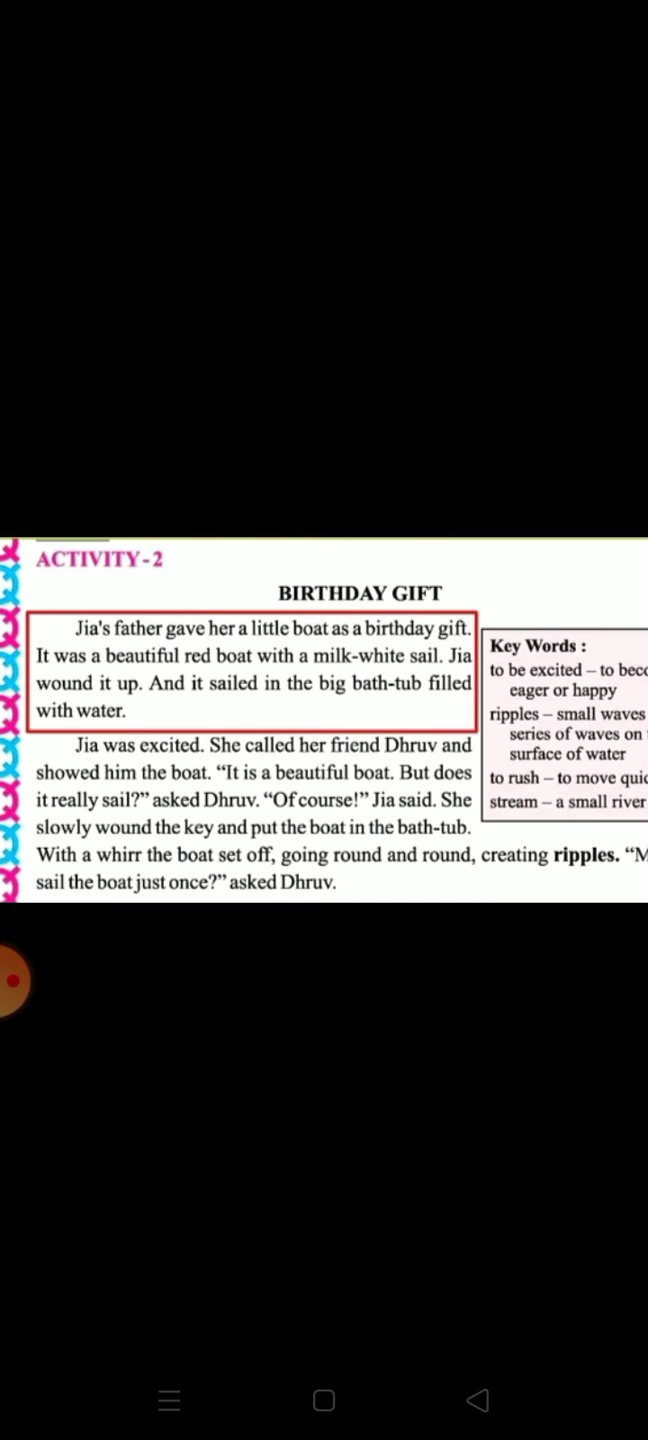 ACTIVITY-2
BIRTHDAY GIFT
Jia's father gave her a little boat as a birthday gift.
It was a beautiful red boat with a milk-white sail. Jia
wound it up. And it sailed in the big bath-tub filled
with water.
Jia was excited. She called her friend Dhruv and
showed him the boat. “It is a beautiful boat. But does
it really sail?” asked Dhruv. “Of course!” Jia said. She
slowly wound the key and put the boat in the bath-tub.
With a whirr the boat set off, going round and round, creating ripples.
sail the boat just once?” asked Dhruv.
Key Words :
to be excited – to
eager or happy
ripples – small waves
series of waves on
surface of water
to rush – to move
stream – a small river